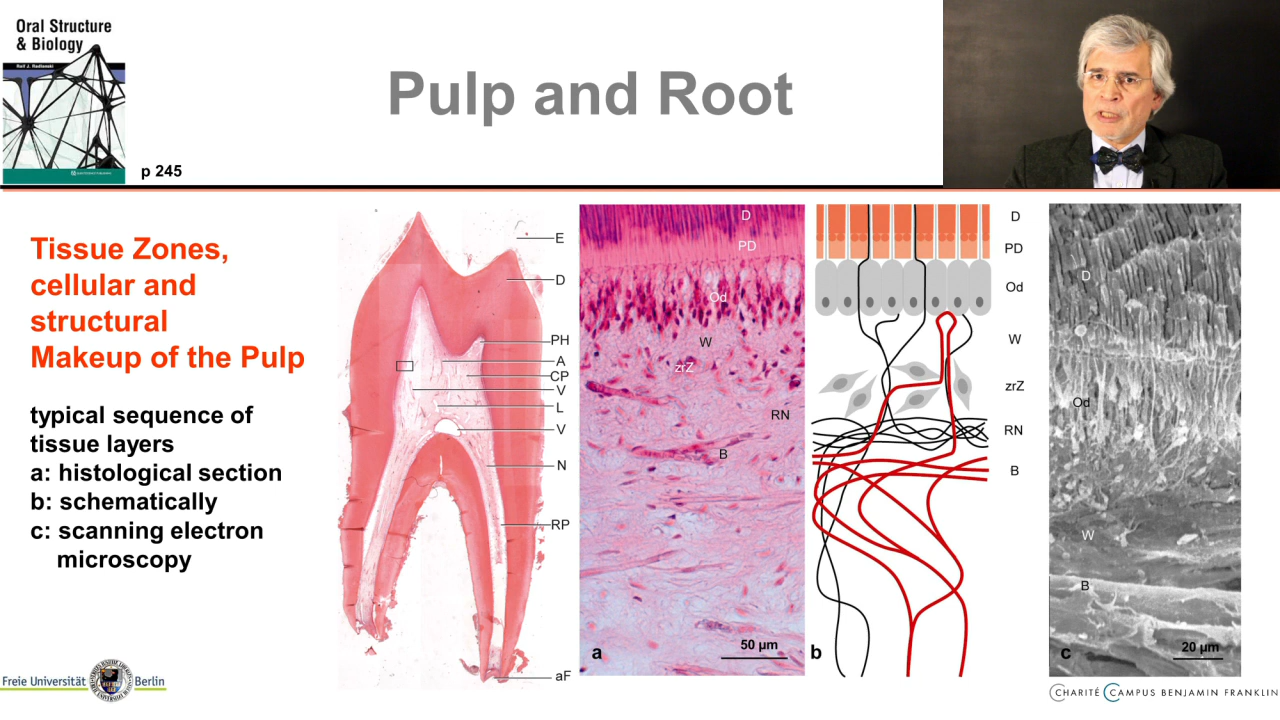 Oral Structure
& Biology
Ralf J. Radlanski
p 245
Pulp and Root
Tissue Zones,
cellular and
structural
Makeup of the Pulp
typical sequence of
tissue layers
a: histological section
b: schematically
c: scanning electron
microscopy
E
D
PH
A
CP
V
L
V
N
RP
aF
D
PD
Od
W
zrZ
RN
B
a
50 µm
D
PD
Od
W
zrZ
RN
B
b
D
Od
W
B
c
20 µm
Freie Universität Berlin
CHARITÉ CAMPUS BENJAMIN FRANKLIN